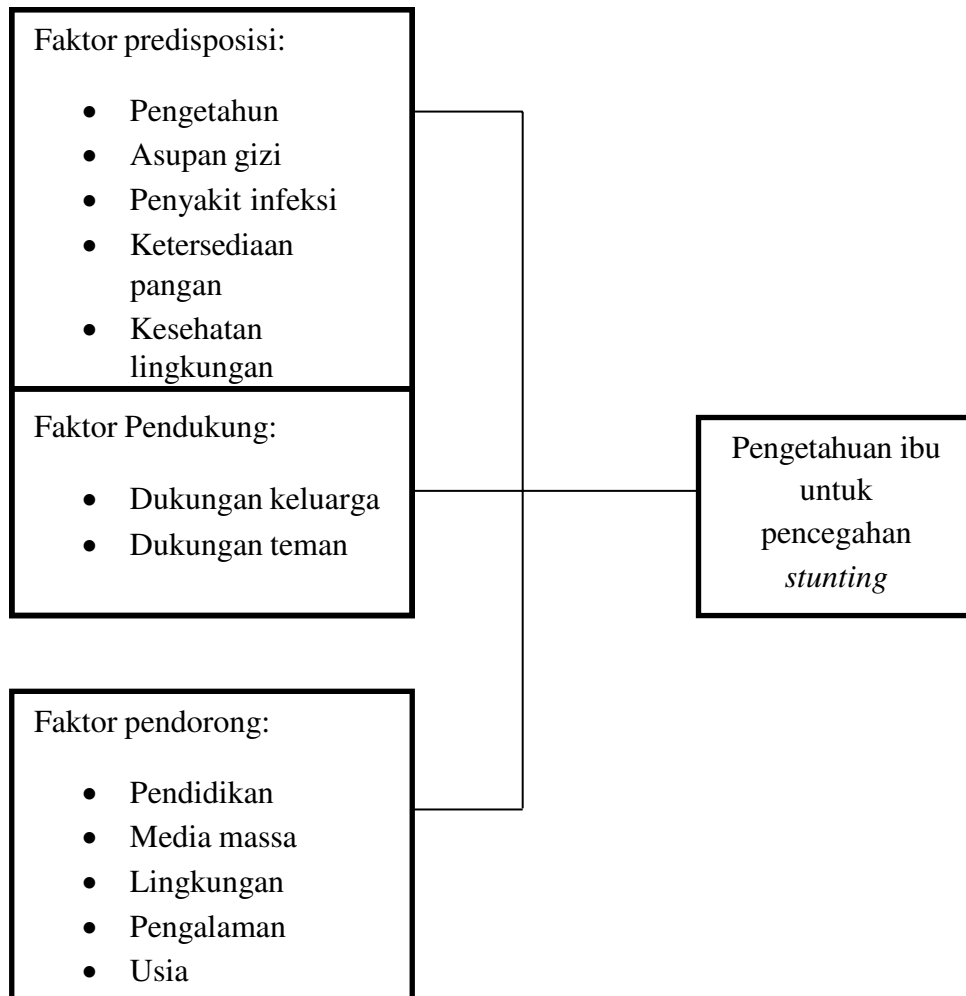 Faktor predisposisi:
• Pengetahun
• Asupan gizi
• Penyakit infeksi
• Ketersediaan
pangan
• Kesehatan
lingkungan
Faktor Pendukung:
• Dukungan keluarga
• Dukungan teman
Faktor pendorong:
• Pendidikan
• Media massa
• Lingkungan
• Pengalaman
• Usia
Pengetahuan ibu
untuk
pencegahan
stunting